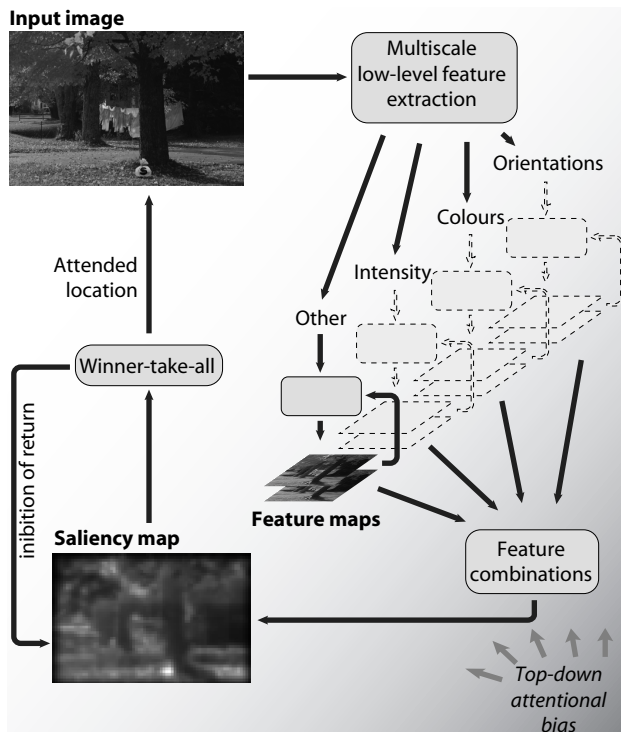 Input image
Multiscale
low-level feature
extraction
Orientations
Colours
Intensity
Other
Attended
location
Winner-take-all
inibition of return
Feature maps
Saliency map
Feature
combinations
Top-down
attentional
bias